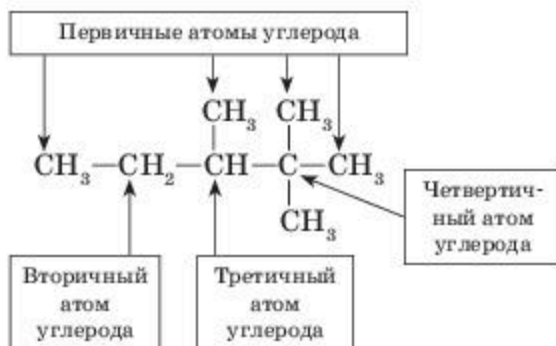 Первичные атомы углерода
CH₃ CH₃
CH₃—CH₂—CH—C—CH₃
CH₃
Четвертич-
ный атом
углерода
Вторичный
атом
углерода
Третичный
атом
углерода